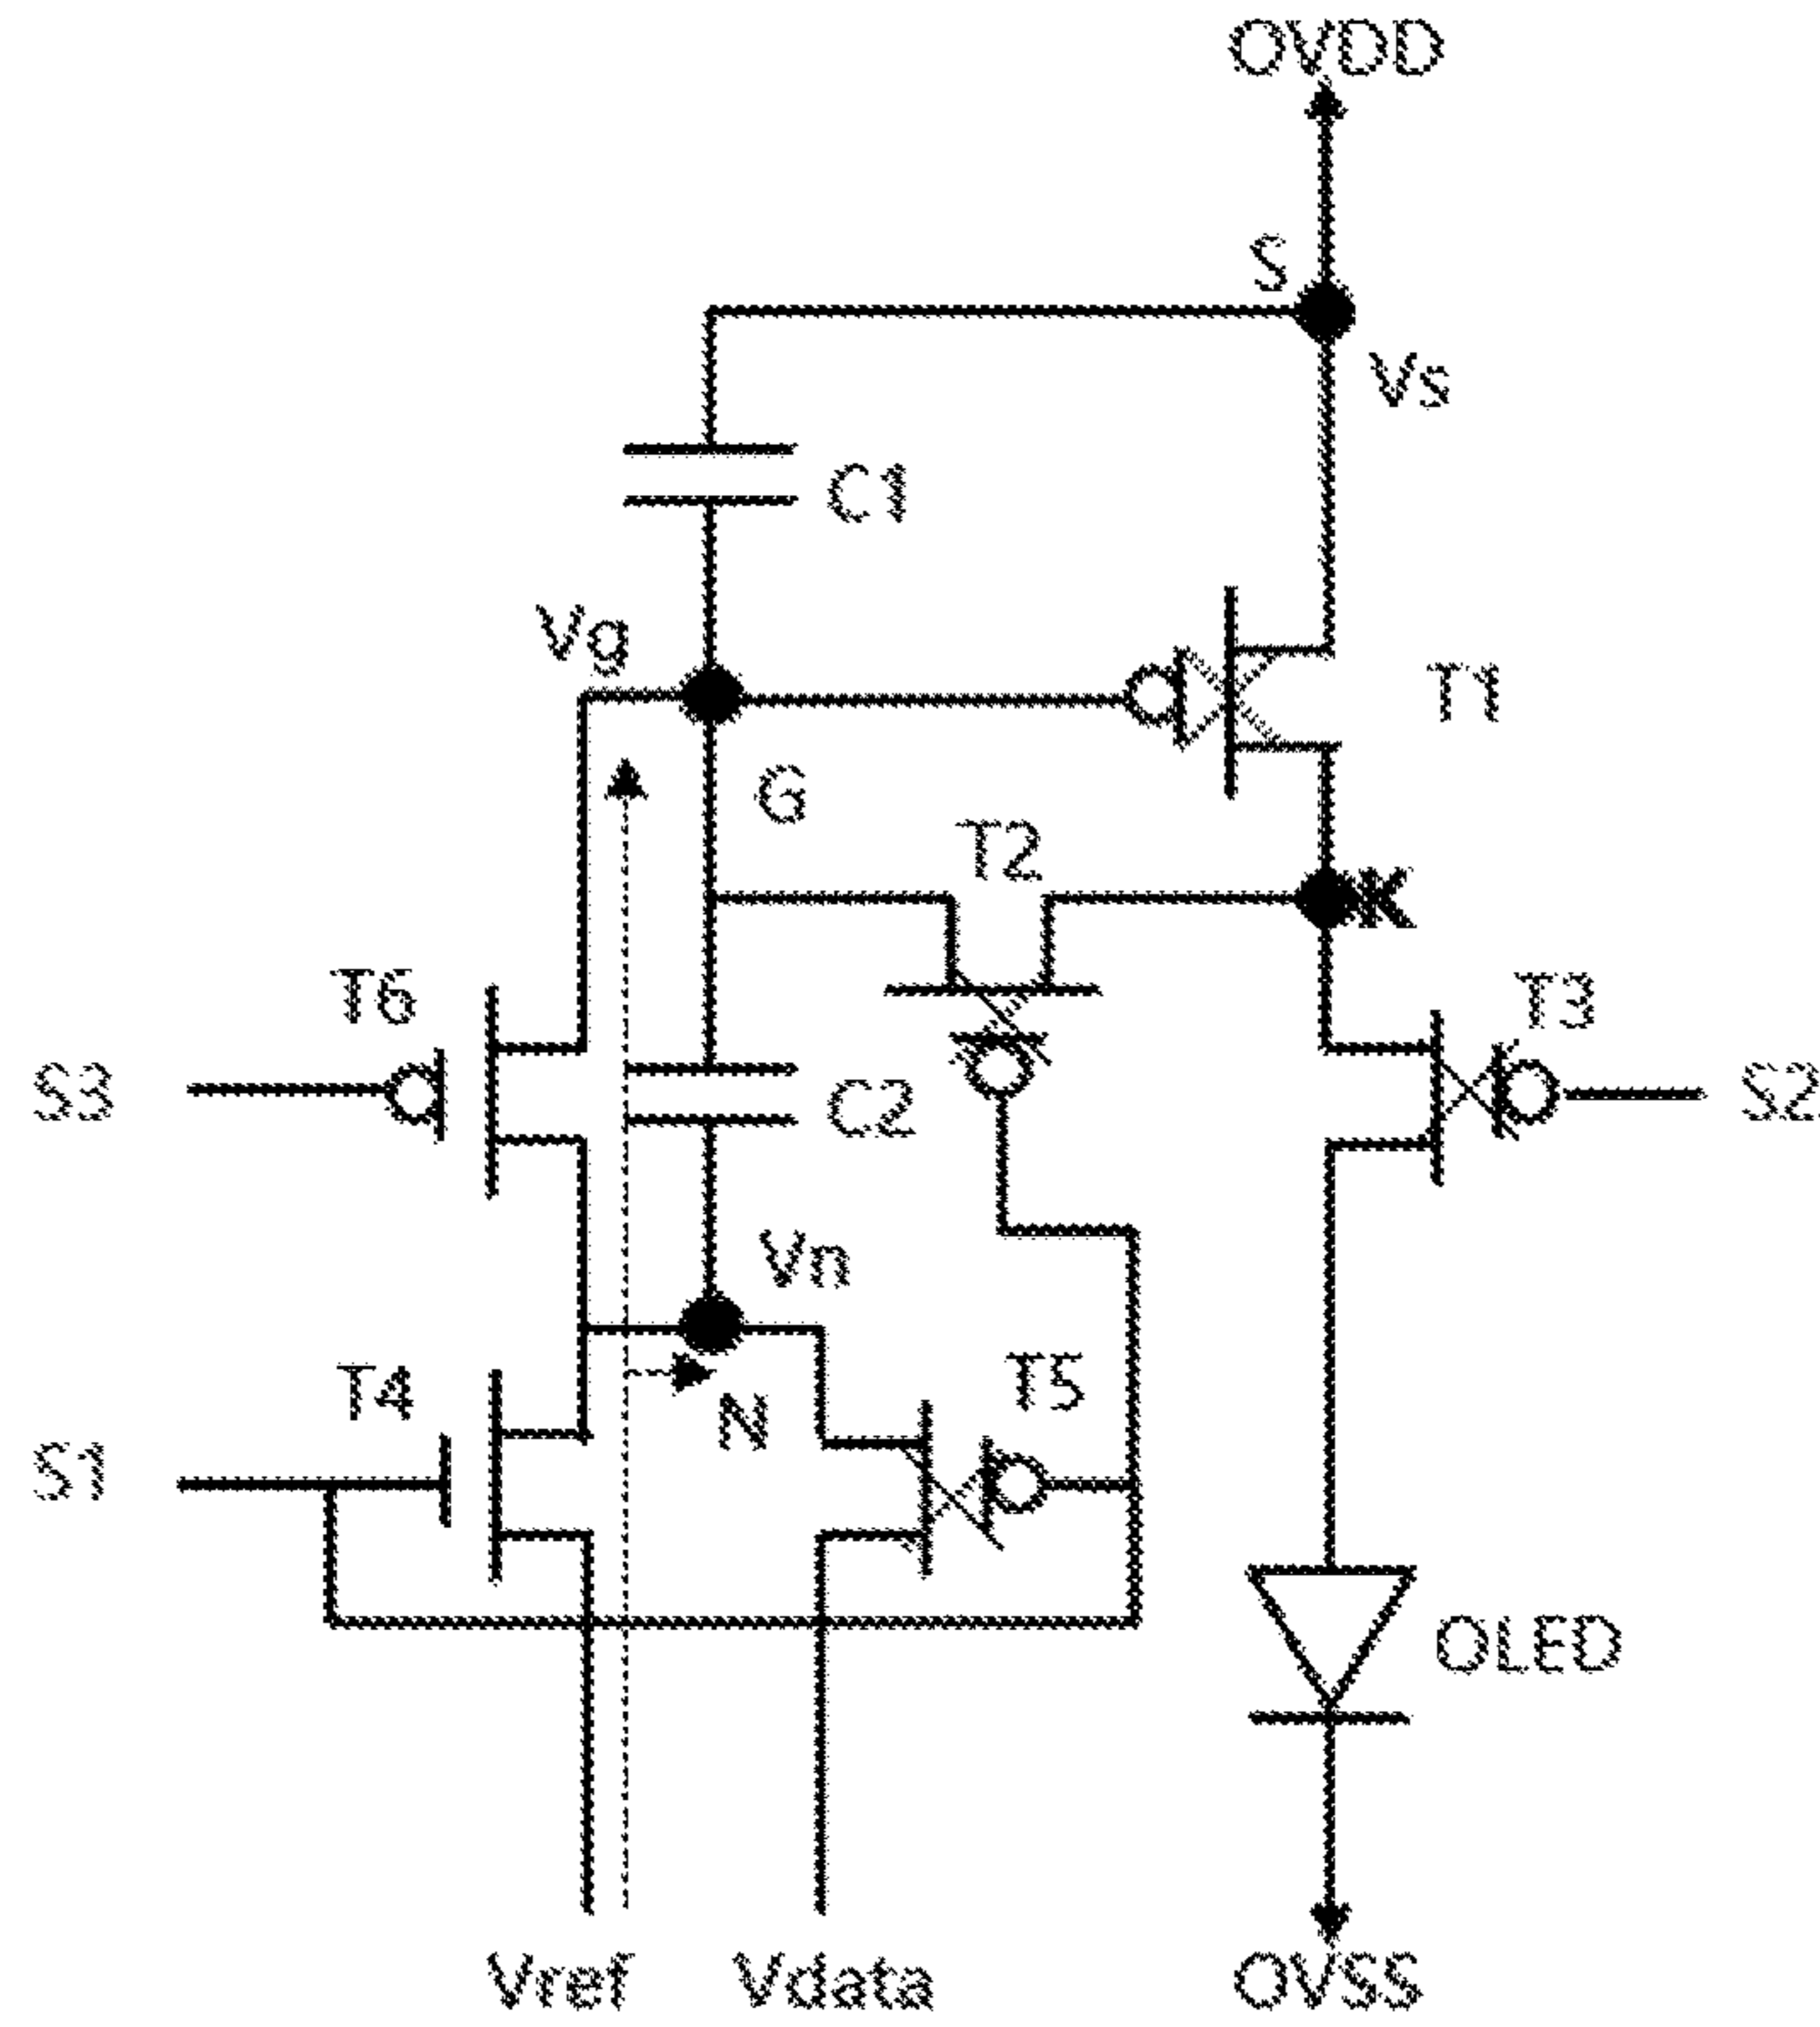 OVDD
S
Vs
C1
Vg
T1
G
T2
K
T6
T3
S3
C2
S2
Vn
T4
T5
N
S1
OLED
Vref
Vdata
OVSS